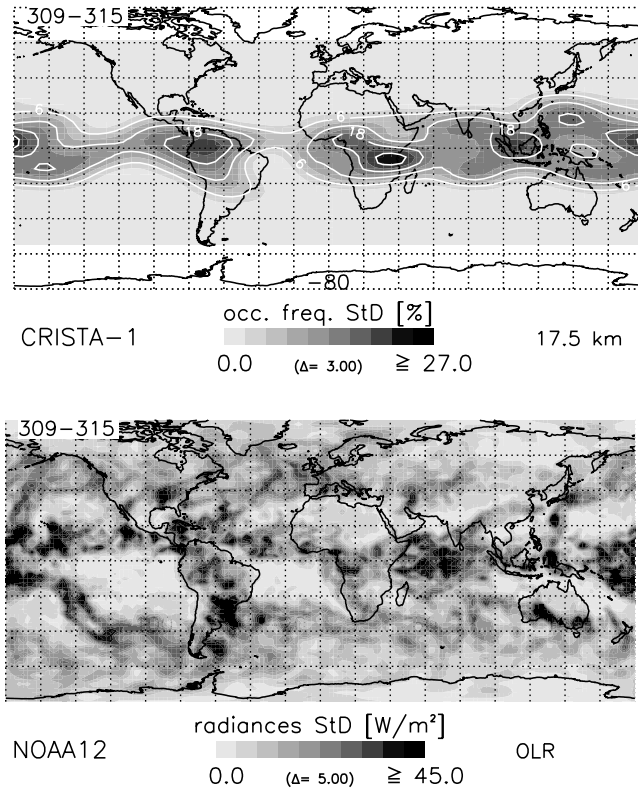 309-315
6
18
6
18
6
18
6
-80
occ. freq. StD [%]
CRISTA-1
17.5 km
0.0 (Δ= 3.00) ≧ 27.0
309-315
radiances StD [W/m²]
NOAA12
OLR
0.0 (Δ= 5.00) ≧ 45.0